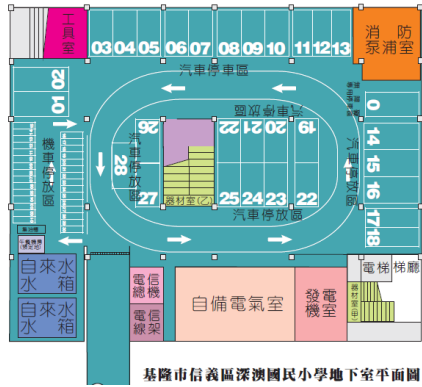 工具室
03 04 05 06 07 08 09 10 11 12 13
消防
泵浦室
汽車停車區
02
01
汽車停放區
0
機車停放區
26
汽車停放區
22 21 20 19
汽車停放區
14
15
16
17
18
28
27
器材室(乙)
25 24 23 22
汽車停放區
自來水
水箱
自來水
水箱
電信
總機
電信
線架
自備電氣室
發電
機室
電梯
梯廳
器材室(甲)
基隆市信義區深澳國民小學地下室平面圖